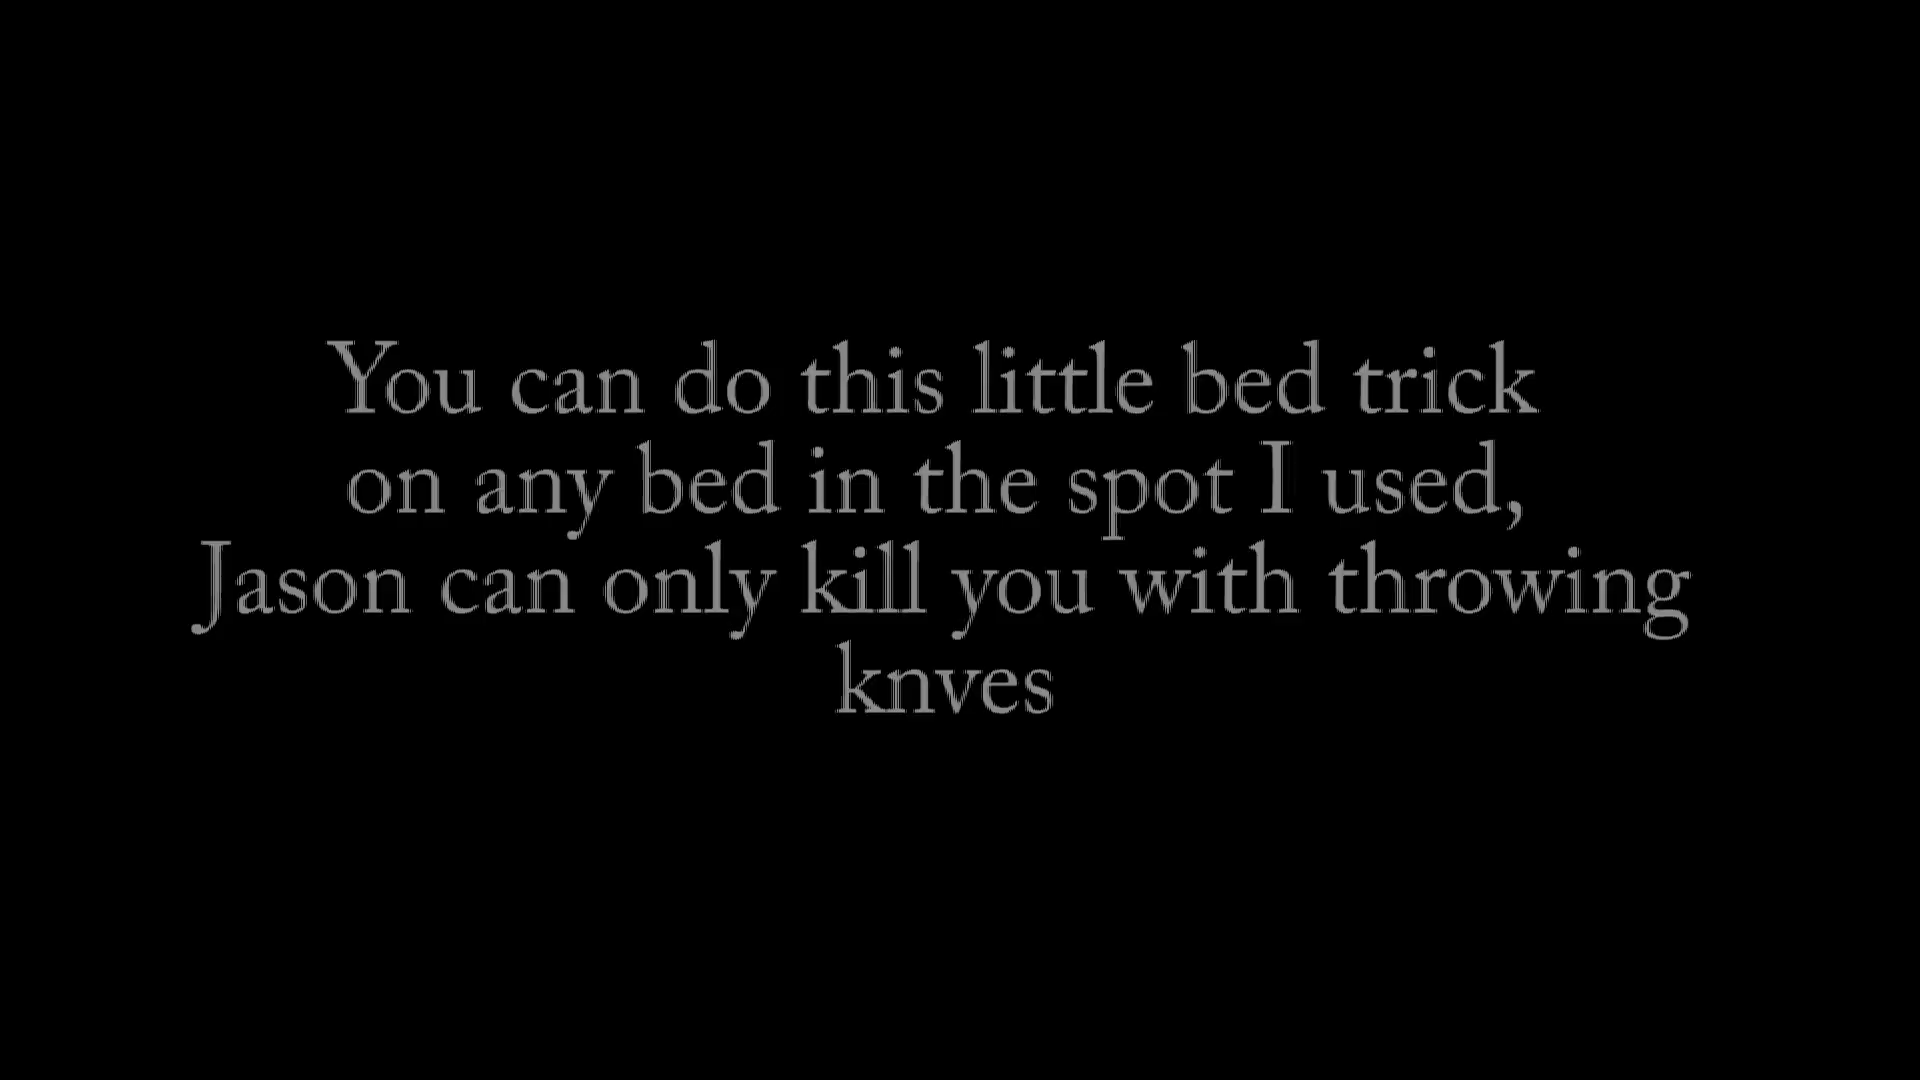 You can do this little bed trick
on any bed in the spot I used,
Jason can only kill you with throwing
knves